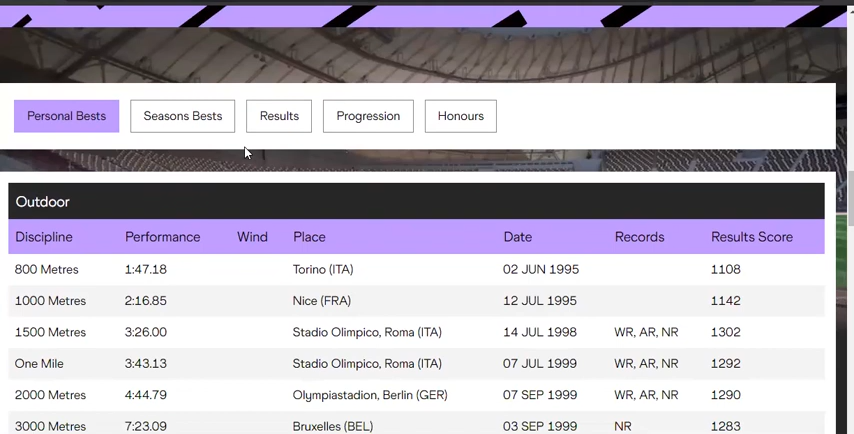 Personal Bests Seasons Bests Results Progression Honours
Outdoor
Discipline Performance Wind Place Date Records Results Score
800 Metres 1:47.18 Torino (ITA) 02 JUN 1995 1108
1000 Metres 2:16.85 Nice (FRA) 12 JUL 1995 1142
1500 Metres 3:26.00 Stadio Olimpico, Roma (ITA) 14 JUL 1998 WR, AR, NR 1302
One Mile 3:43.13 Stadio Olimpico, Roma (ITA) 07 JUL 1999 WR, AR, NR 1292
2000 Metres 4:44.79 Olympiastadion, Berlin (GER) 07 SEP 1999 WR, AR, NR 1290
3000 Metres 7:23.09 Bruxelles (BEL) 03 SEP 1999 NR 1283